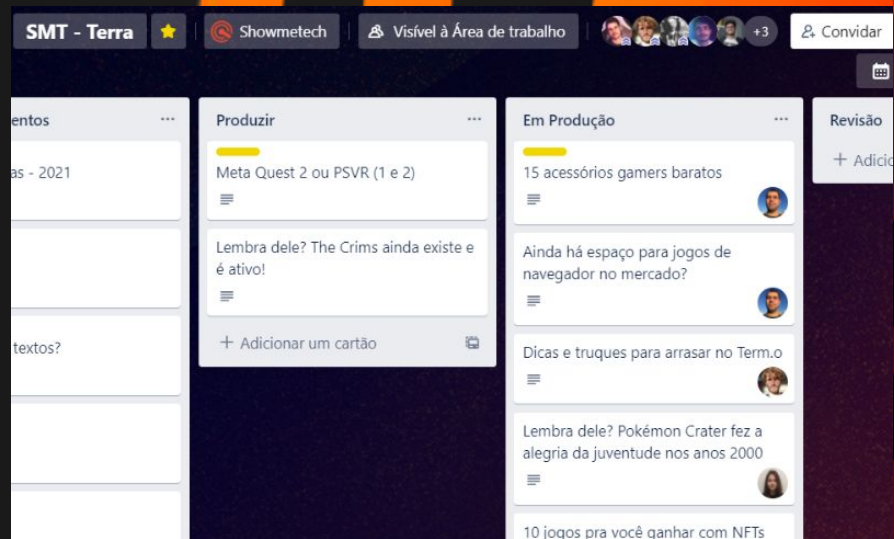 SMT - Terra
Showmetech
Visível à Área de trabalho
+3
Convidar
entos
as - 2021
textos?
Produzir
Meta Quest 2 ou PSVR (1 e 2)
Lembra dele? The Crims ainda existe e
é ativo!
+ Adicionar um cartão
Em Produção
15 acessórios gamers baratos
Ainda há espaço para jogos de
navegador no mercado?
Dicas e truques para arrasar no Term.o
Lembra dele? Pokémon Crater fez a
alegria da juventude nos anos 2000
10 jogos pra você ganhar com NFTs
Revisão
+ Adicio